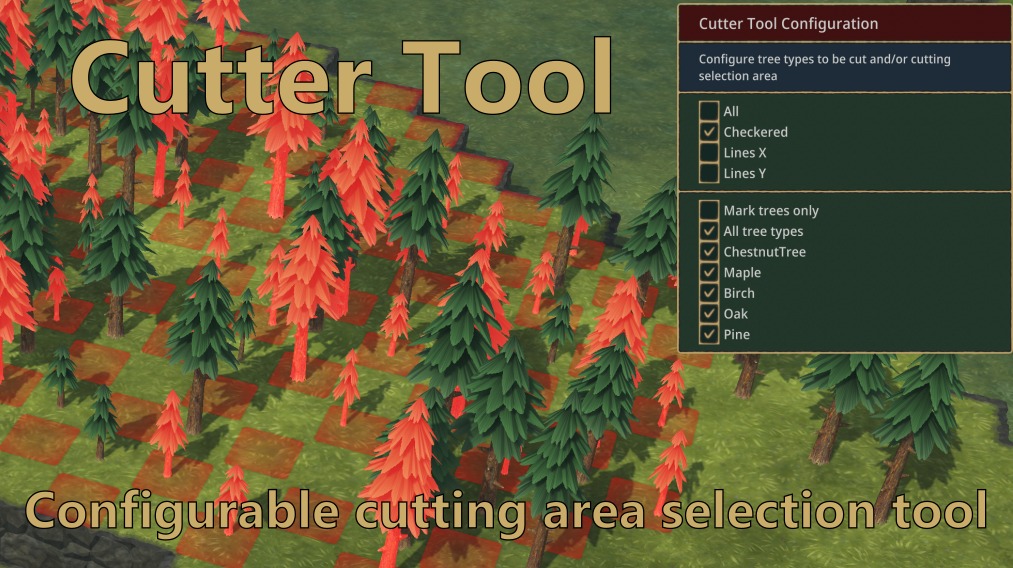 Cutter Tool
Cutter Tool Configuration
Configure tree types to be cut and/or cutting
selection area
All
Checkered
Lines X
Lines Y
Mark trees only
All tree types
ChestnutTree
Maple
Birch
Oak
Pine
Configurable cutting area selection tool